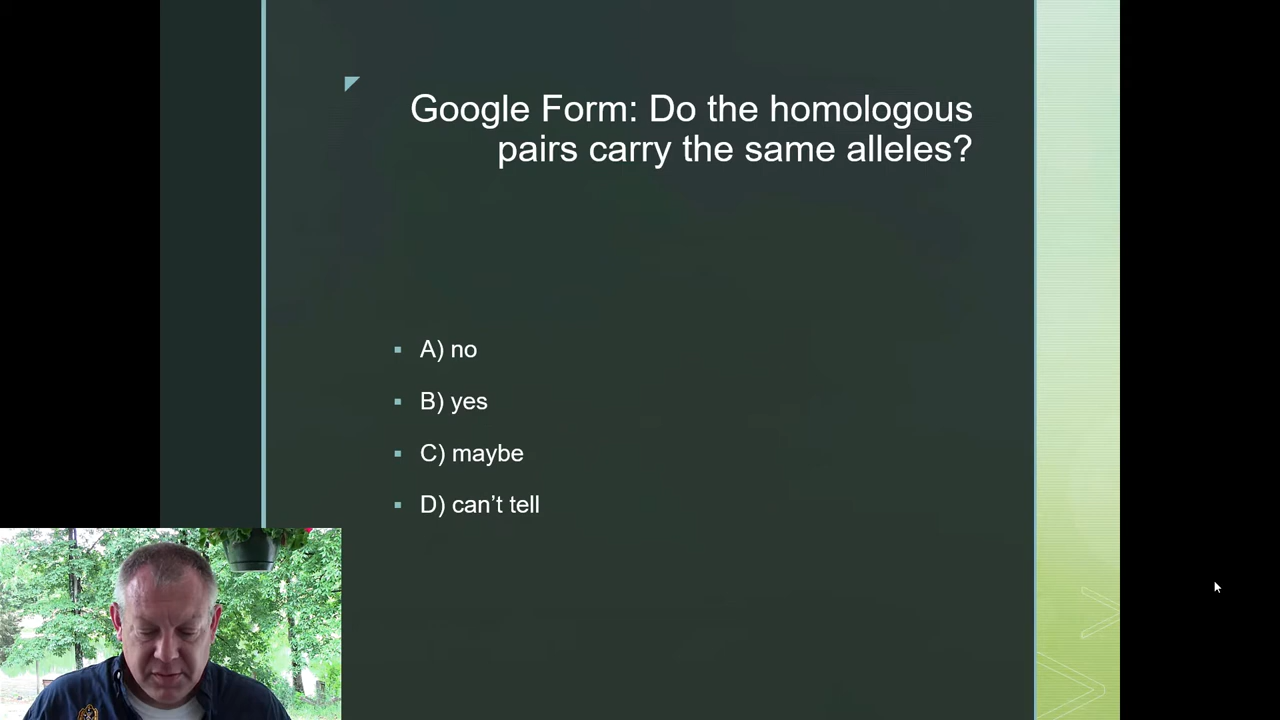 Google Form: Do the homologous
pairs carry the same alleles?
A) no
B) yes
C) maybe
D) can’t tell